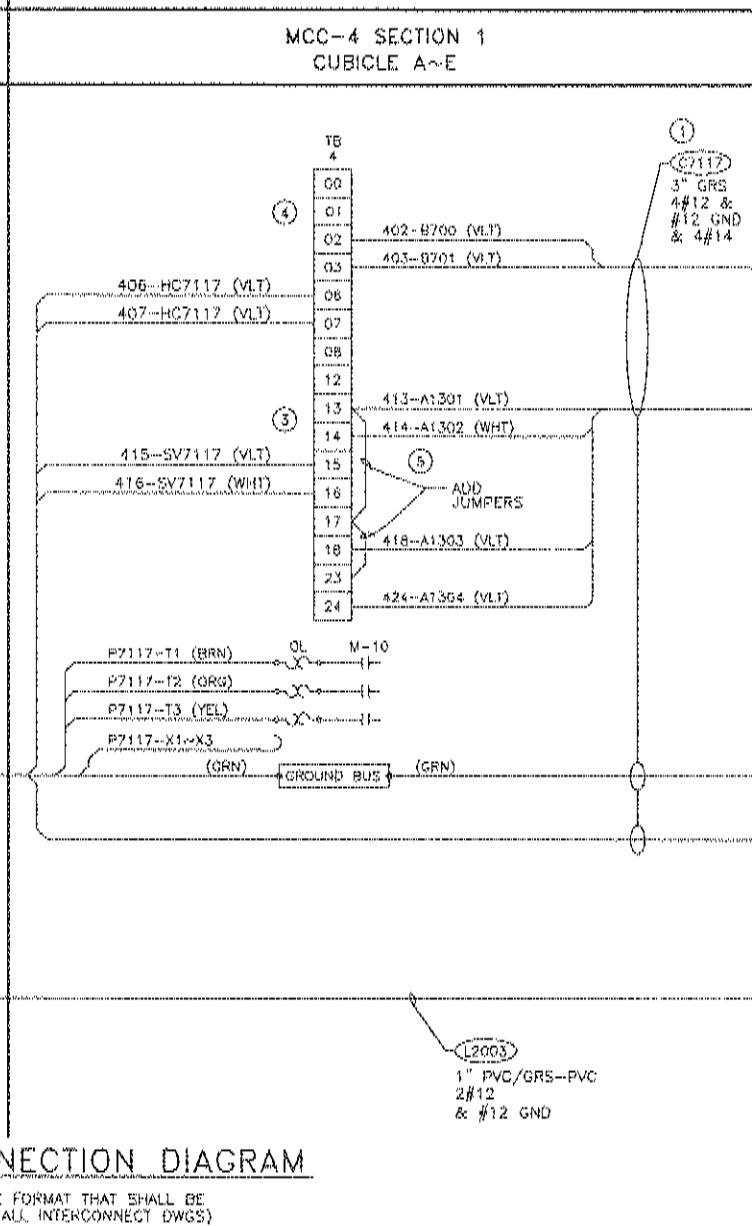 MCC-4 SECTION 1
CUBICLE A~E
TB
4
00
01
02
03
06
07
08
12
13
14
15
16
17
18
23
24
4
3
5
1
C7117
3" GRS
4#12 &
#12 GND
& 4#14
402-B700 (VLT)
403-B701 (VLT)
406-HC7117 (VLT)
407-HC7117 (VLT)
413-A1301 (VLT)
414-A1302 (WHT)
415-SV7117 (VLT)
416-SV7117 (WHT)
ADD
JUMPERS
418-A1303 (VLT)
424-A1304 (VLT)
P7117-T1 (BRN)
OL
M-10
P7117-T2 (ORG)
P7117-T3 (YEL)
P7117-X1~X3
(GRN)
GROUND BUS
(GRN)
L2003
1" PVC/GRS-PVC
2#12
& #12 GND
NECTION DIAGRAM
E FORMAT THAT SHALL BE
ALL INTERCONNECT DWGS)